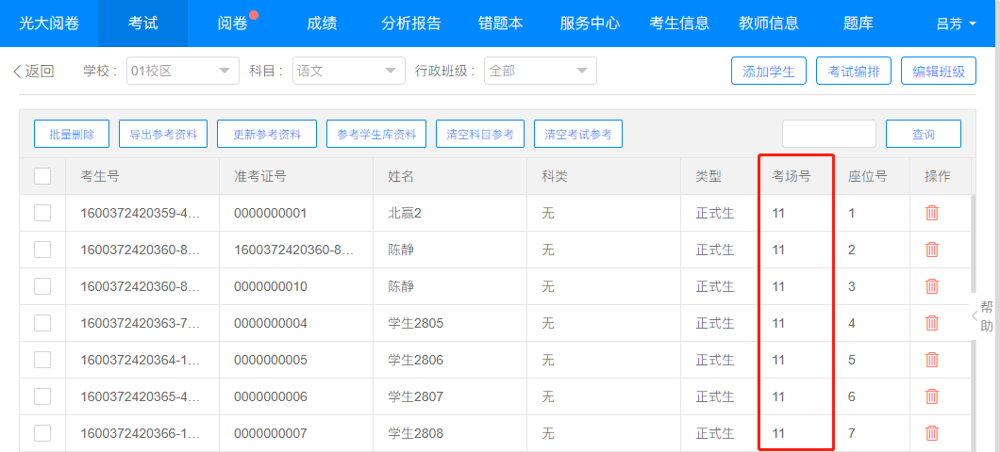 光大阅卷 考试 阅卷 成绩 分析报告 错题本 服务中心 考生信息 教师信息 题库 吕芳
返回 学校： 01校区 科目： 语文 行政班级： 全部 添加学生 考试编排 编辑班级
批量删除 导出参考资料 更新参考资料 参考学生库资料 清空科目参考 清空考试参考 查询
考生号 准考证号 姓名 科类 类型 考场号 座位号 操作
1600372420359-4... 0000000001 北赢2 无 正式生 11 1
1600372420360-8... 1600372420360-8... 陈静 无 正式生 11 2
1600372420360-8... 0000000010 陈静 无 正式生 11 3
1600372420363-7... 0000000004 学生2805 无 正式生 11 4
1600372420364-1... 0000000005 学生2806 无 正式生 11 5
1600372420365-4... 0000000006 学生2807 无 正式生 11 6
1600372420366-1... 0000000007 学生2808 无 正式生 11 7
帮
助